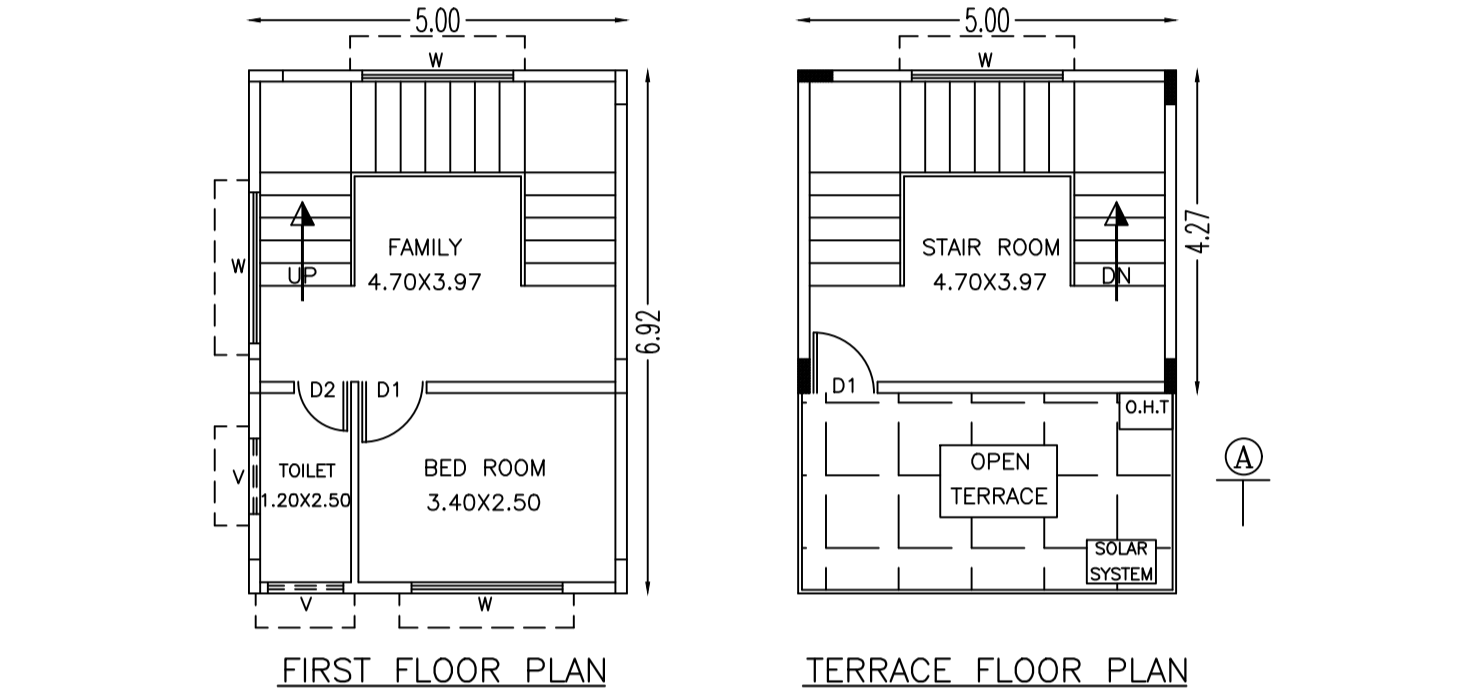 5.00
W
W
UP
FAMILY
4.70X3.97
6.92
D2
D1
V
TOILET
1.20X2.50
BED ROOM
3.40X2.50
V
W
FIRST FLOOR PLAN
5.00
W
STAIR ROOM
4.70X3.97
DN
4.27
D1
O.H.T
OPEN
TERRACE
SOLAR
SYSTEM
A
TERRACE FLOOR PLAN